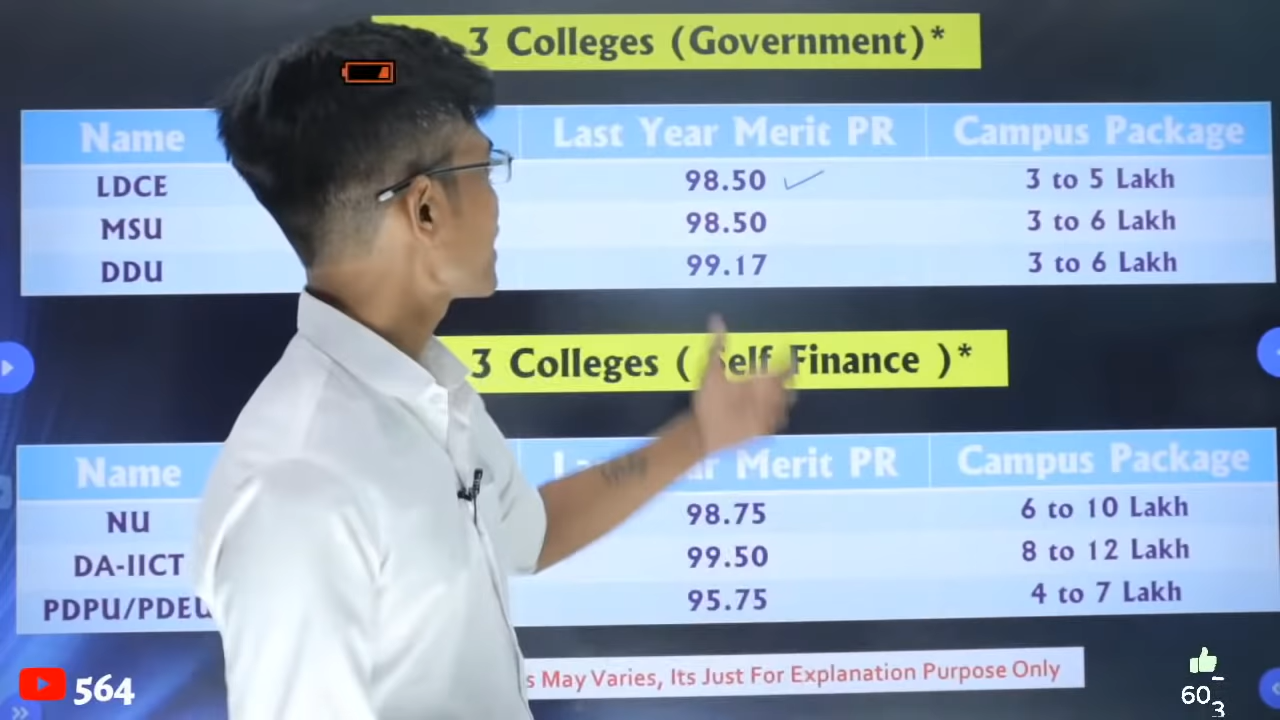 3 Colleges (Government)*
Name Last Year Merit PR Campus Package
LDCE 98.50 3 to 5 Lakh
MSU 98.50 3 to 6 Lakh
DDU 99.17 3 to 6 Lakh
3 Colleges ( Self Finance )*
Name Merit PR Campus Package
NU 98.75 6 to 10 Lakh
DA-IICT 99.50 8 to 12 Lakh
PDPU/PDEU 95.75 4 to 7 Lakh
May Varies, Its Just For Explanation Purpose Only
564
60
3